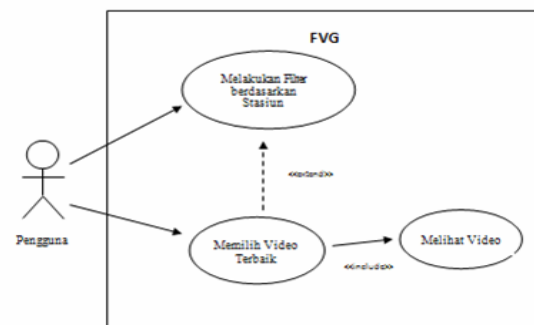 FVG
Melakukan Filter
berdasarkan
Stasiun
<<extend>>
Pengguna
Memilih Video
Terbaik
Melihat Video
<<include>>